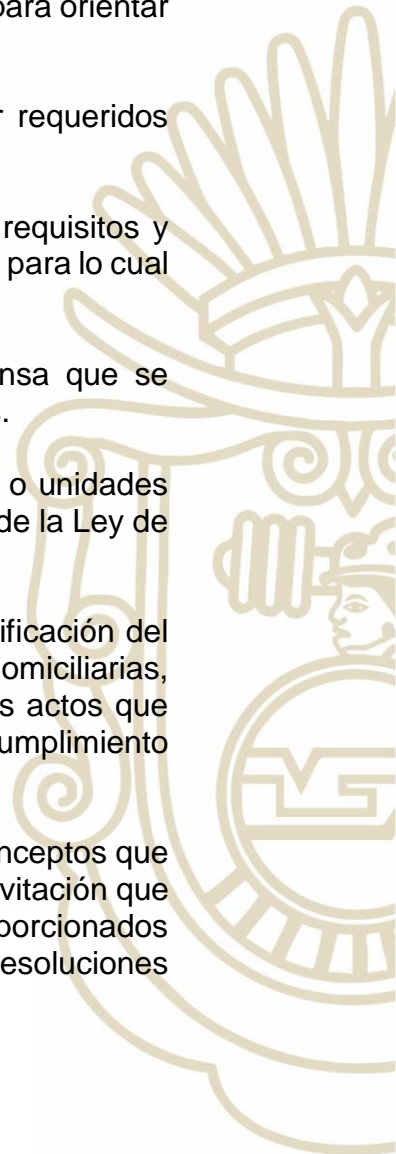 para orientar
r requeridos
requisitos y
para lo cual
nsa que se
.
o unidades
de la Ley de
ificación del
omiciliarias,
s actos que
umplimiento
nceptos que
vitación que
porcionados
esoluciones